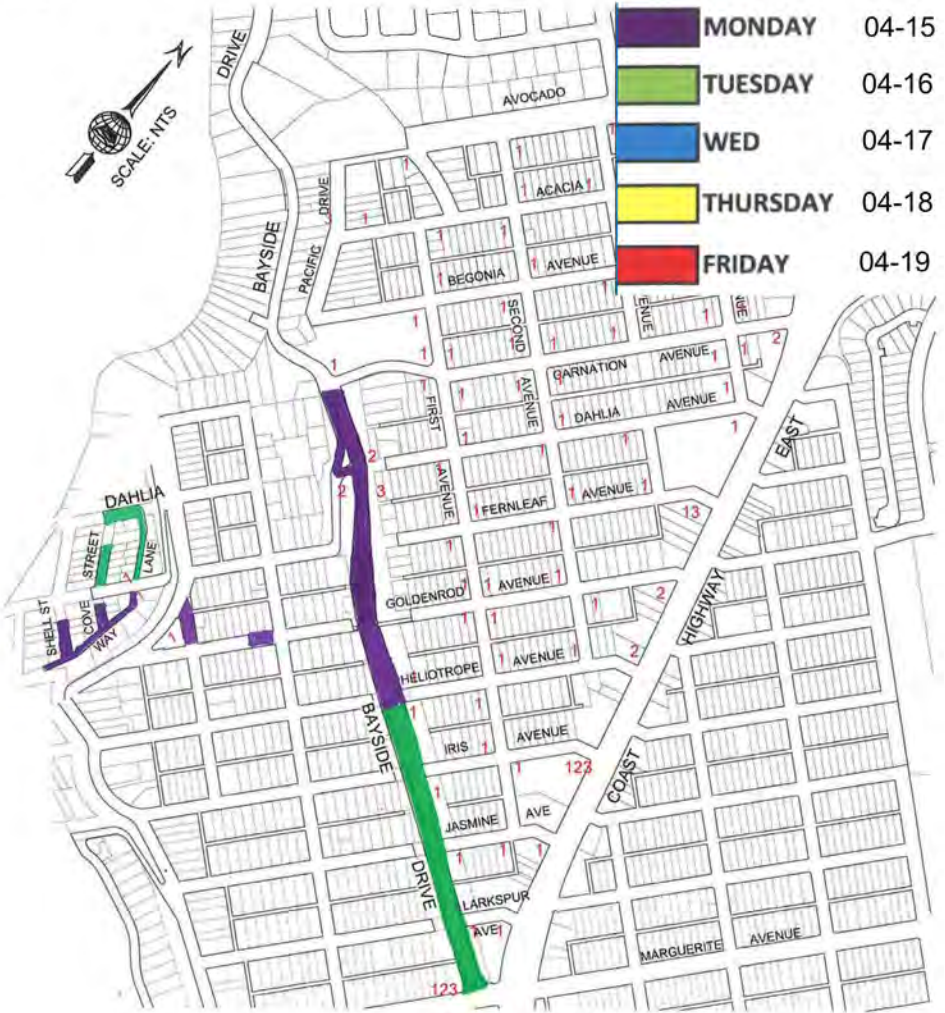 MONDAY 04-15
TUESDAY 04-16
WED 04-17
THURSDAY 04-18
FRIDAY 04-19
SCALE: NTS
DRIVE
BAYSIDE
PACIFIC
DRIVE
AVOCADO
ACACIA
BEGONIA
AVENUE
SECOND
AVENUE
CARNATION
AVENUE
DAHLIA
AVENUE
FIRST
AVENUE
FERNLEAF
AVENUE
GOLDENROD
AVENUE
HELIOTROPE
AVENUE
IRIS
AVENUE
JASMINE
AVE
LARKSPUR
AVE
MARGUERITE
AVENUE
EAST
COAST
HIGHWAY
BAYSIDE
DRIVE
DAHLIA
STREET
LANE
SHELL ST
COVE
WAY
13
123
123